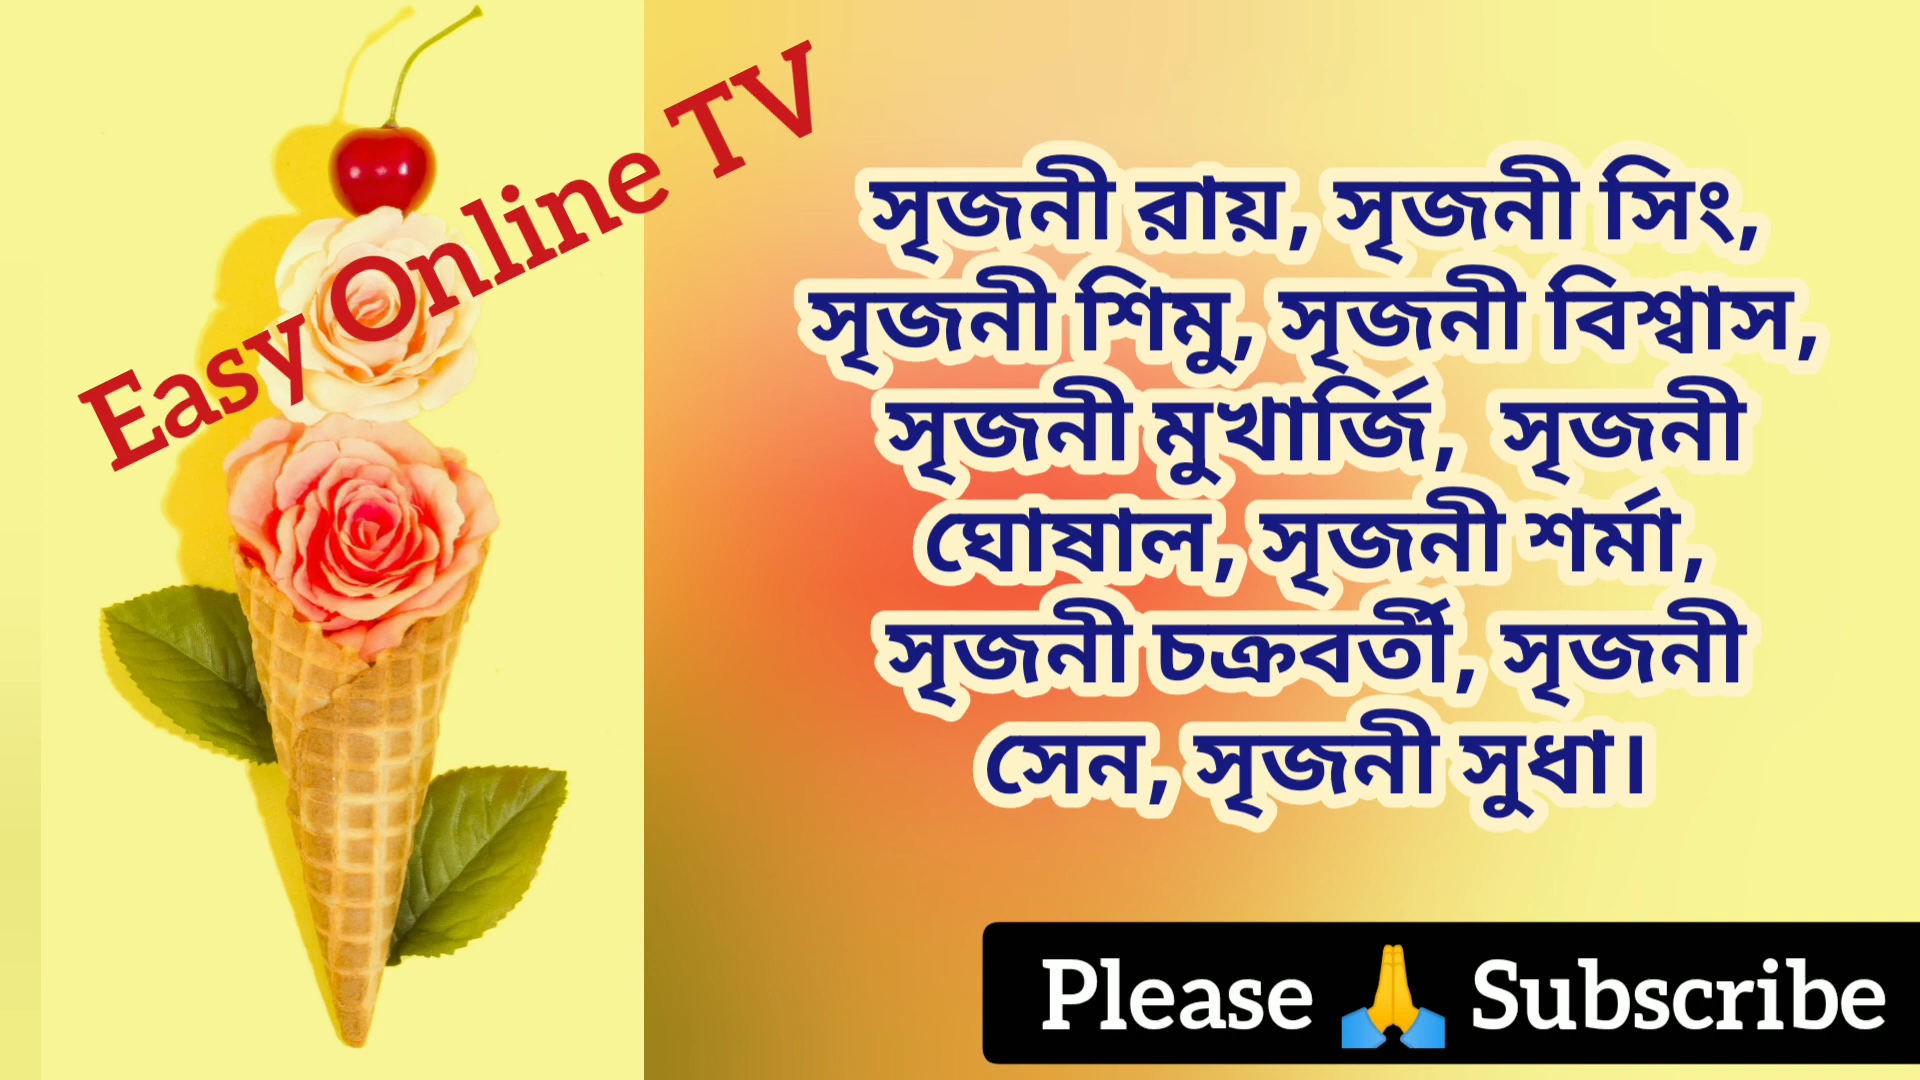 Easy Online TV
সৃজনী রায়, সৃজনী সিং,
সৃজনী শিমু, সৃজনী বিশ্বাস,
সৃজনী মুখার্জি, সৃজনী
ঘোষাল, সৃজনী শর্মা,
সৃজনী চক্রবর্তী, সৃজনী
সেন, সৃজনী সুধা।
Please 🙏 Subscribe